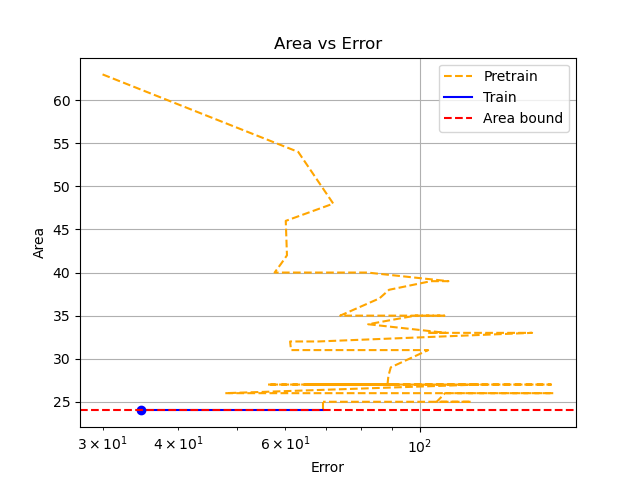 Area vs Error
Pretrain
Train
Area bound
Area
60
55
50
45
40
35
30
25
3 × 10¹
4 × 10¹
6 × 10¹
10²
Error